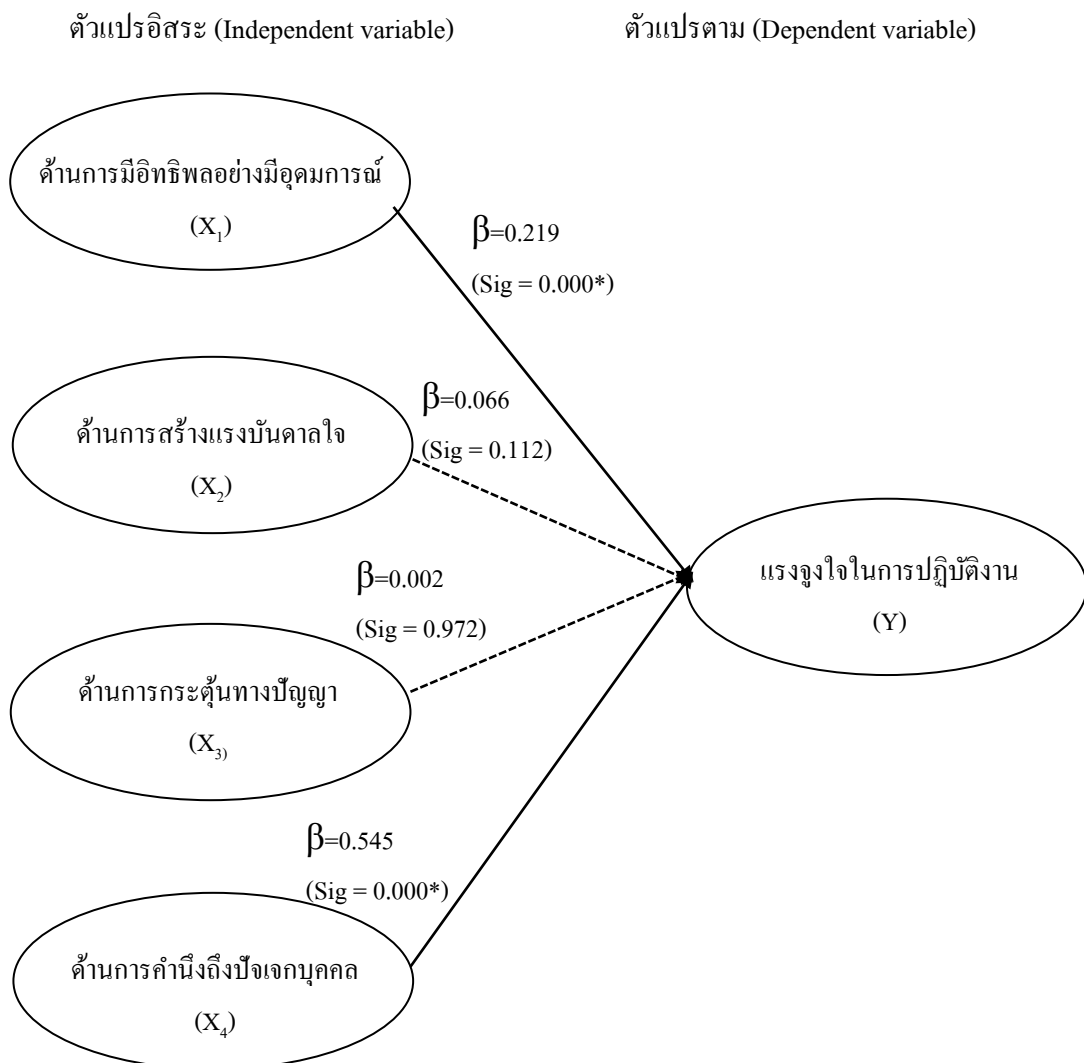 ตัวแปรอิสระ (Independent variable)
ตัวแปรตาม (Dependent variable)
ด้านการมีอิทธิพลอย่างมีอุดมการณ์
(X₁)
β=0.219
(Sig = 0.000*)
ด้านการสร้างแรงบันดาลใจ
(X₂)
β=0.066
(Sig = 0.112)
ด้านการกระตุ้นทางปัญญา
(X₃)
β=0.002
(Sig = 0.972)
แรงจูงใจในการปฏิบัติงาน
(Y)
β=0.545
(Sig = 0.000*)
ด้านการคำนึงถึงปัจเจกบุคคล
(X₄)